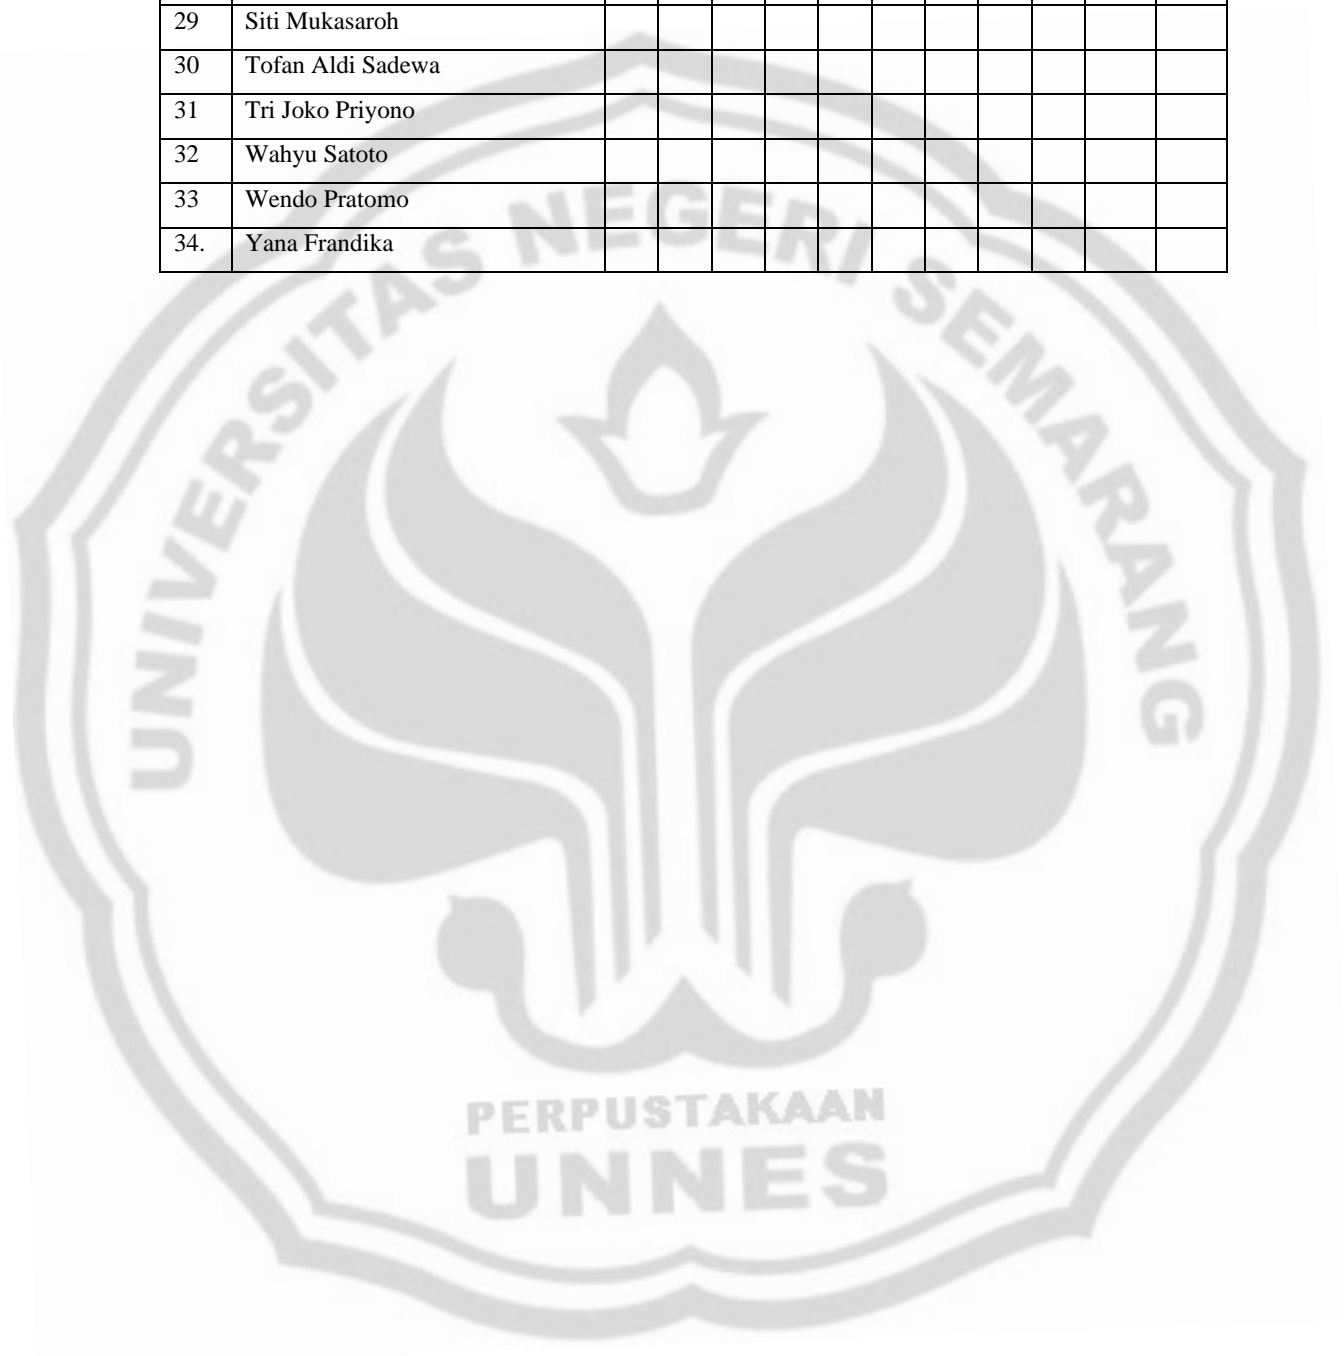 29 Siti Mukasaroh
30 Tofan Aldi Sadewa
31 Tri Joko Priyono
32 Wahyu Satoto
33 Wendo Pratomo
34. Yana Frandika
UNIVERSITAS NEGERI SEMARANG
PERPUSTAKAAN
UNNES